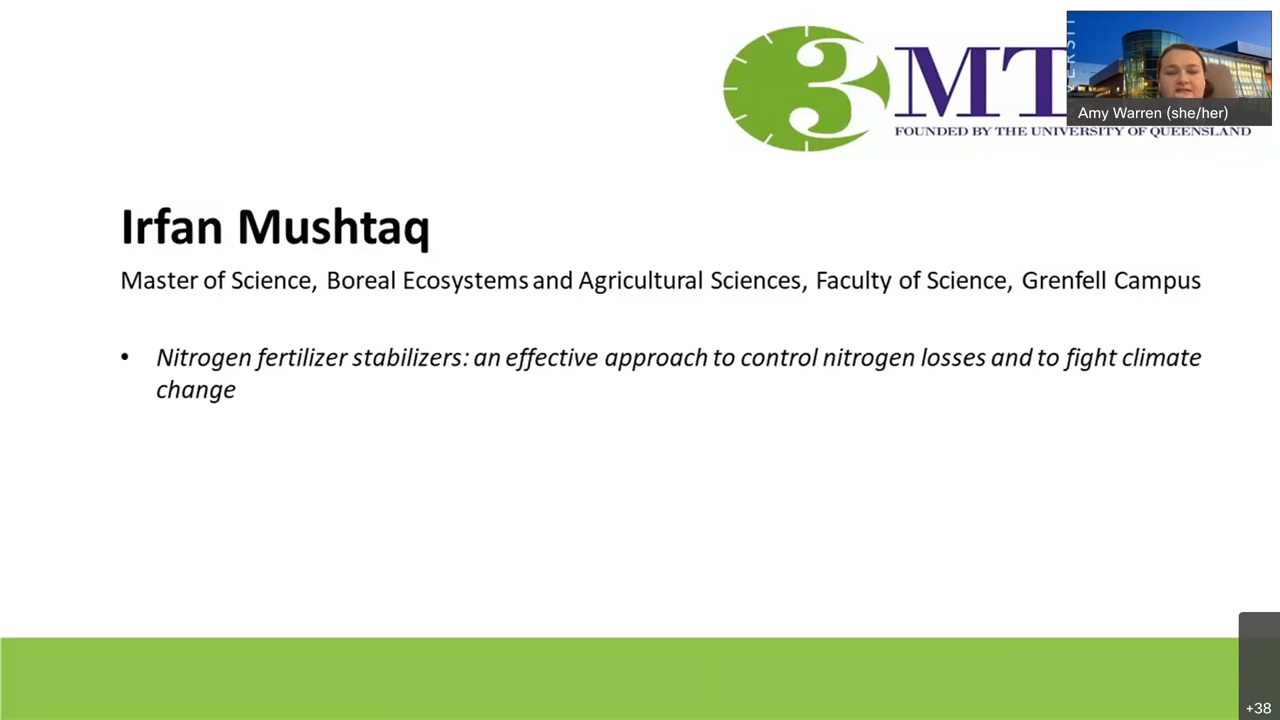 3MT
FOUNDED BY THE UNIVERSITY OF QUEENSLAND
Amy Warren (she/her)
Irfan Mushtaq
Master of Science, Boreal Ecosystems and Agricultural Sciences, Faculty of Science, Grenfell Campus
• Nitrogen fertilizer stabilizers: an effective approach to control nitrogen losses and to fight climate
change
+38